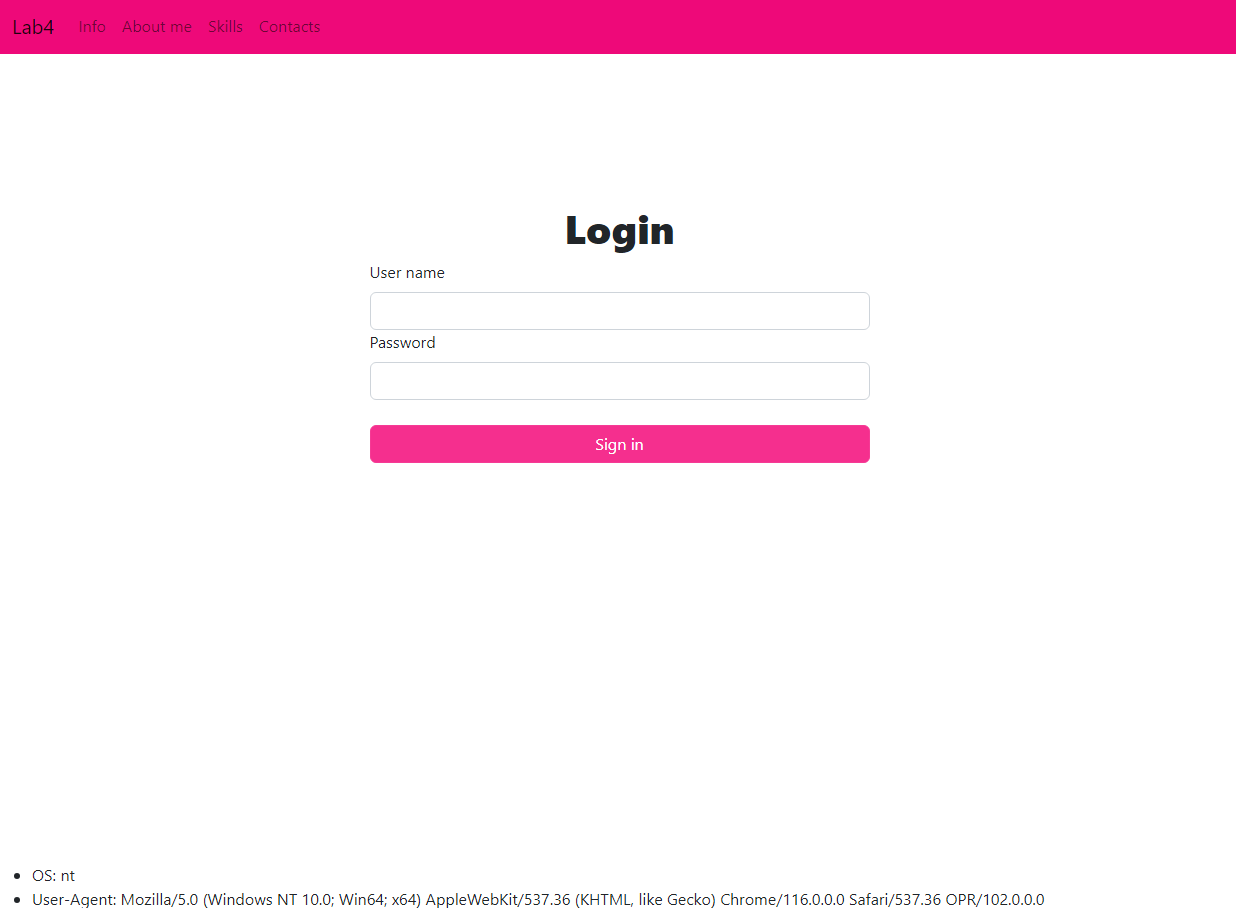 Lab4 Info About me Skills Contacts
Login
User name
Password
Sign in
OS: nt
User-Agent: Mozilla/5.0 (Windows NT 10.0; Win64; x64) AppleWebKit/537.36 (KHTML, like Gecko) Chrome/116.0.0.0 Safari/537.36 OPR/102.0.0.0